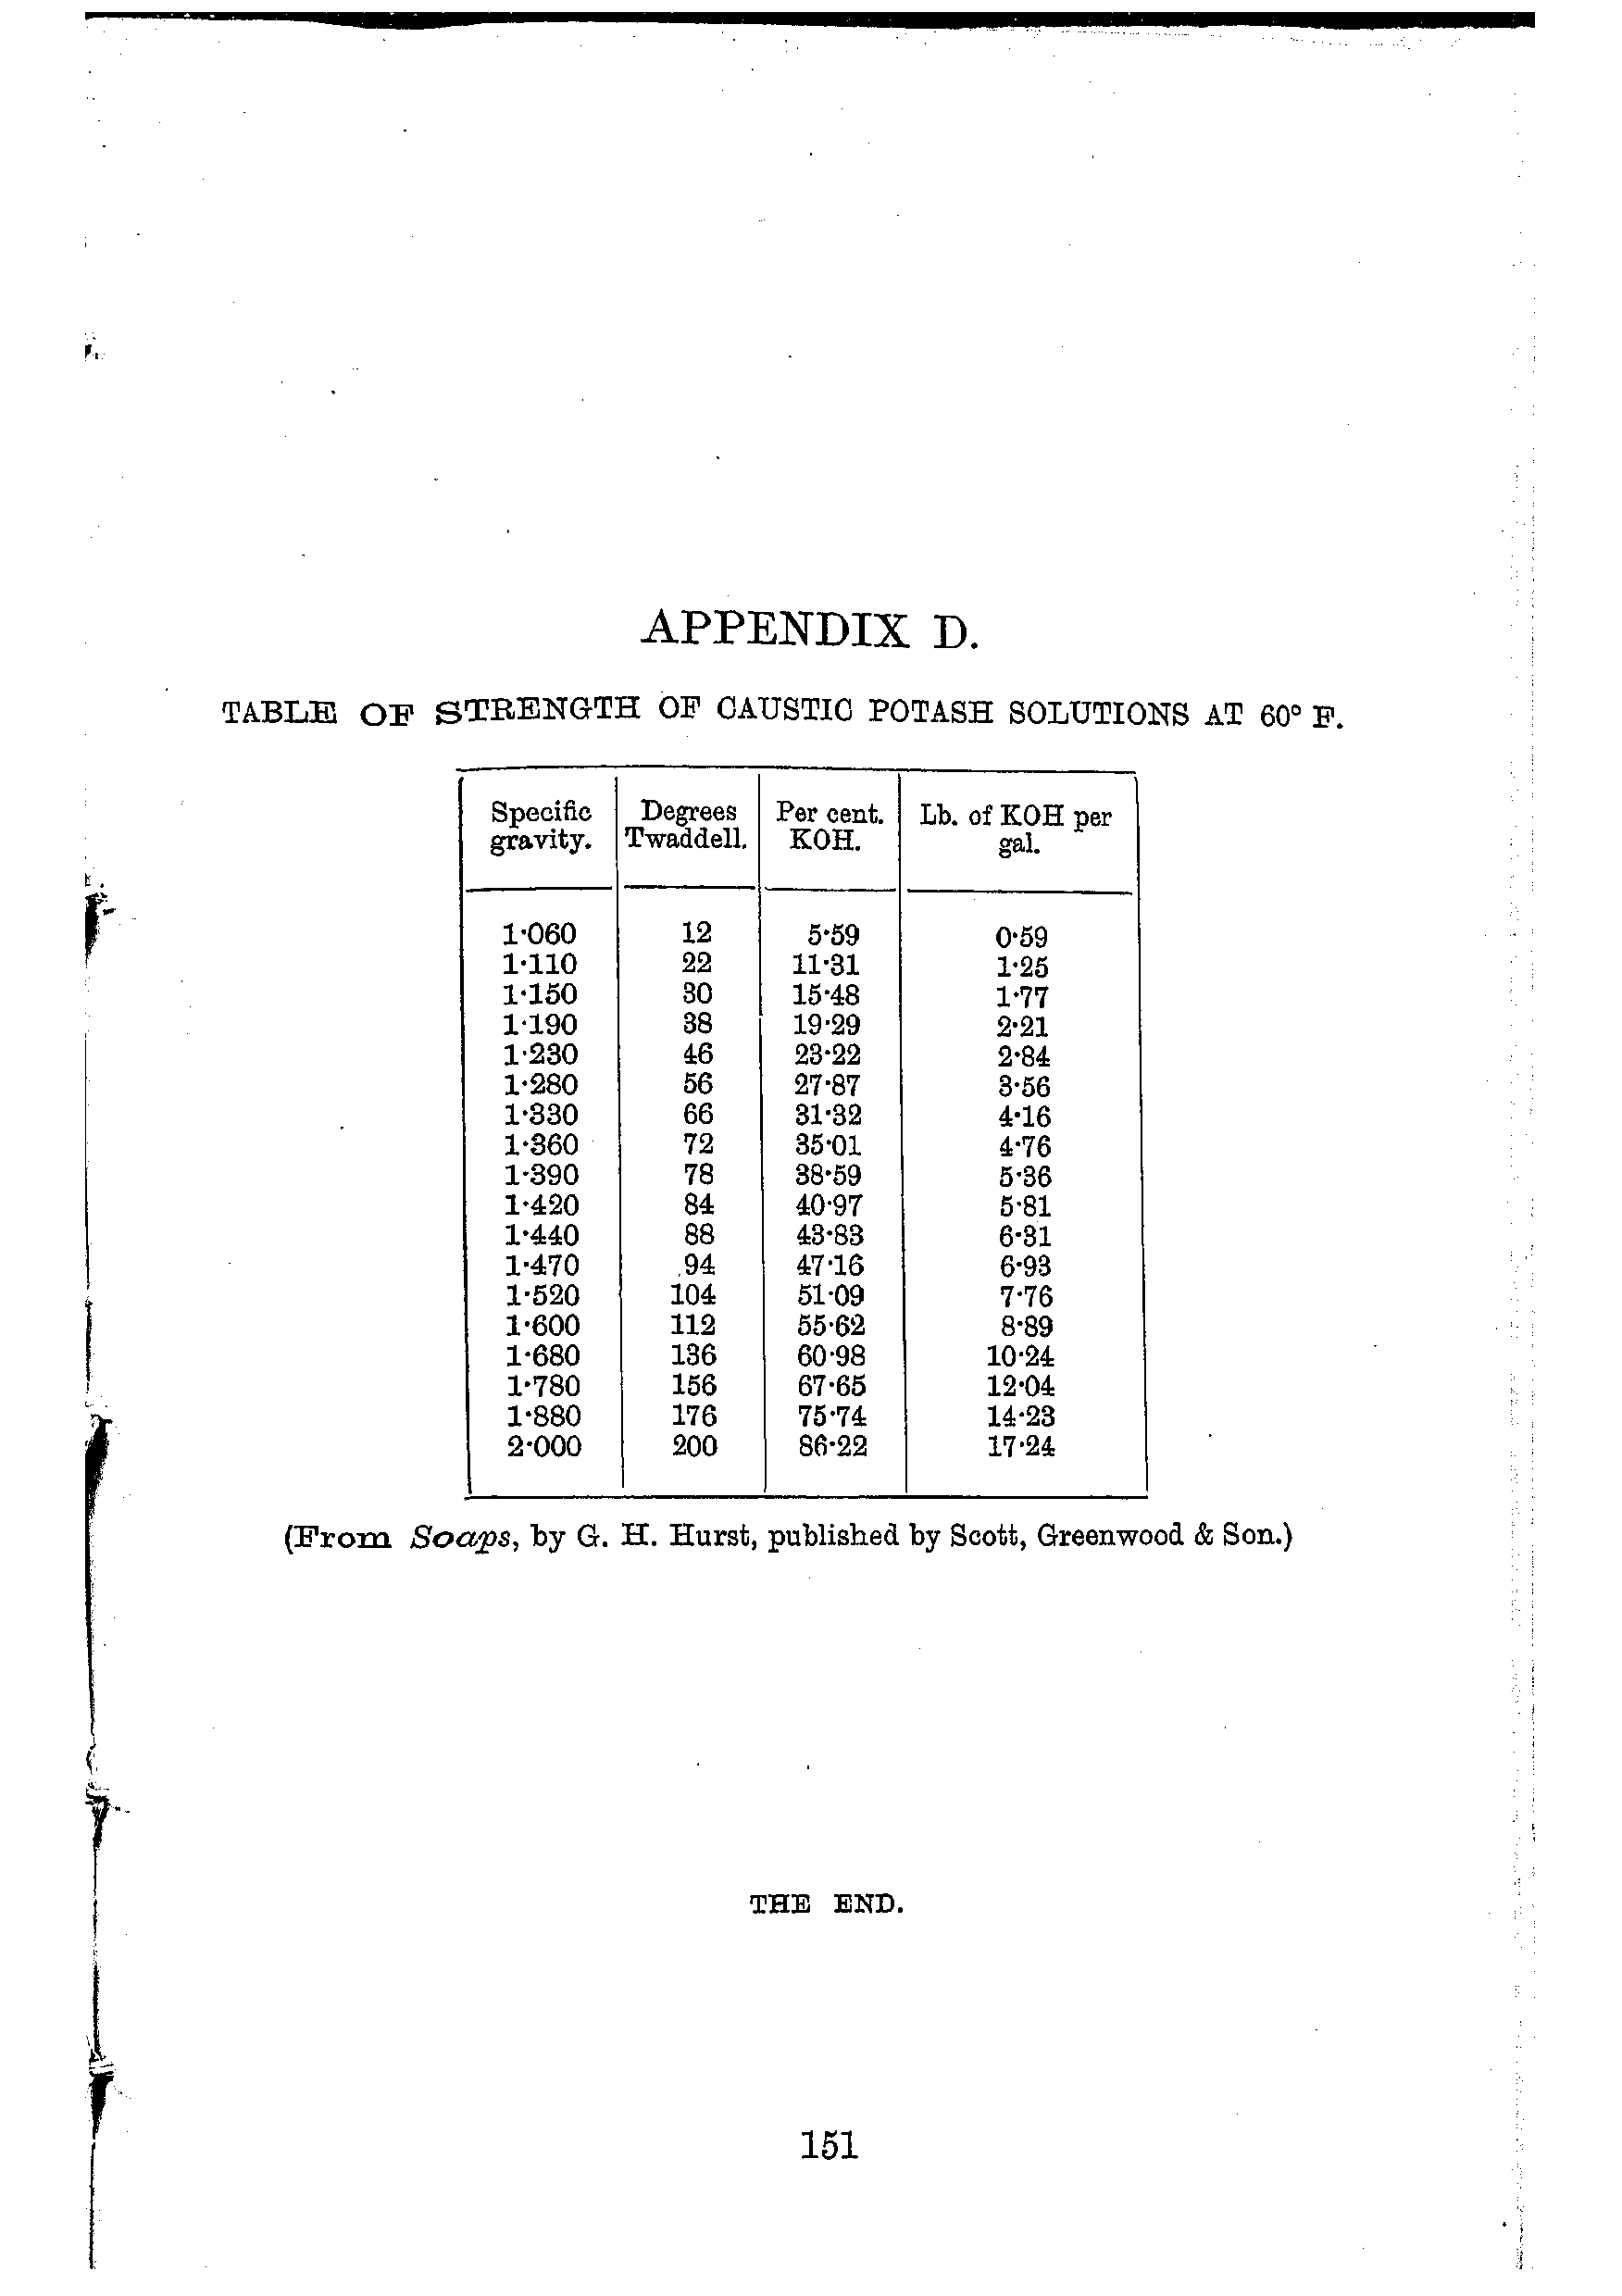 APPENDIX D.
TABLE OF STRENGTH OF CAUSTIC POTASH SOLUTIONS AT 60° F.
Specific gravity. Degrees Twaddell. Per cent. KOH. Lb. of KOH per gal.
1·060 12 5·59 0·59
1·110 22 11·31 1·25
1·150 30 15·48 1·77
1·190 38 19·29 2·21
1·230 46 23·22 2·84
1·280 56 27·87 3·56
1·330 66 31·32 4·16
1·360 72 35·01 4·76
1·390 78 38·59 5·36
1·420 84 40·97 5·81
1·440 88 43·83 6·31
1·470 94 47·16 6·93
1·520 104 51·09 7·76
1·600 112 55·62 8·89
1·680 136 60·98 10·24
1·780 156 67·65 12·04
1·880 176 75·74 14·23
2·000 200 86·22 17·24
(From Soaps, by G. H. Hurst, published by Scott, Greenwood & Son.)
THE END.
151